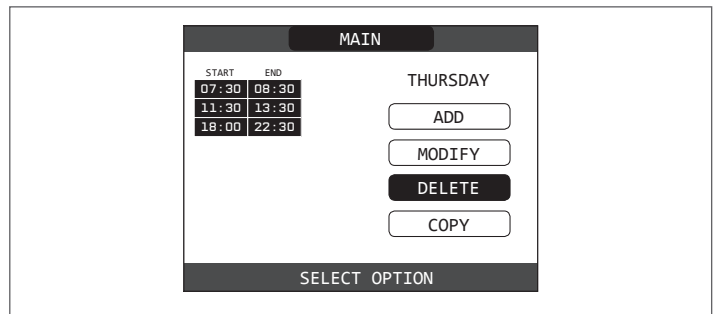 MAIN
START END
07:30 08:30
11:30 13:30
18:00 22:30
THURSDAY
ADD
MODIFY
DELETE
COPY
SELECT OPTION